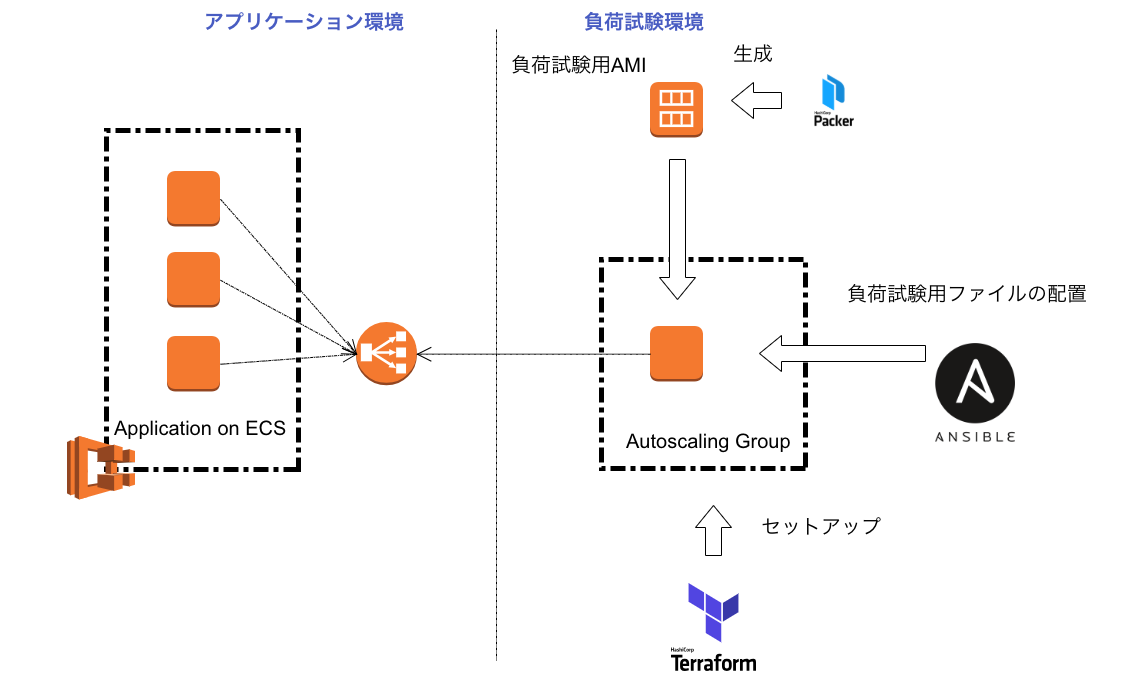 アプリケーション環境
負荷試験環境
負荷試験用AMI
生成
HashiCorp
Packer
負荷試験用ファイルの配置
ANSIBLE
Application on ECS
Autoscaling Group
セットアップ
HashiCorp
Terraform